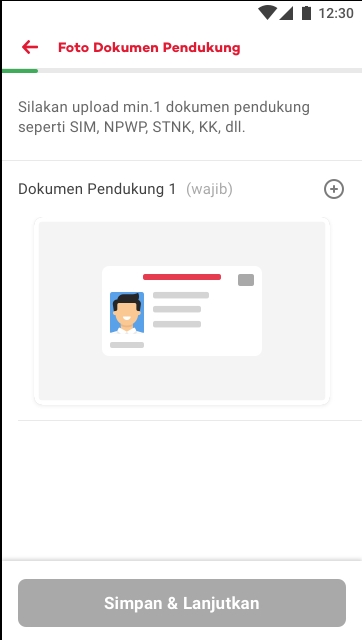 12:30
Foto Dokumen Pendukung
Silakan upload min.1 dokumen pendukung
seperti SIM, NPWP, STNK, KK, dll.
Dokumen Pendukung 1 (wajib)
Simpan & Lanjutkan